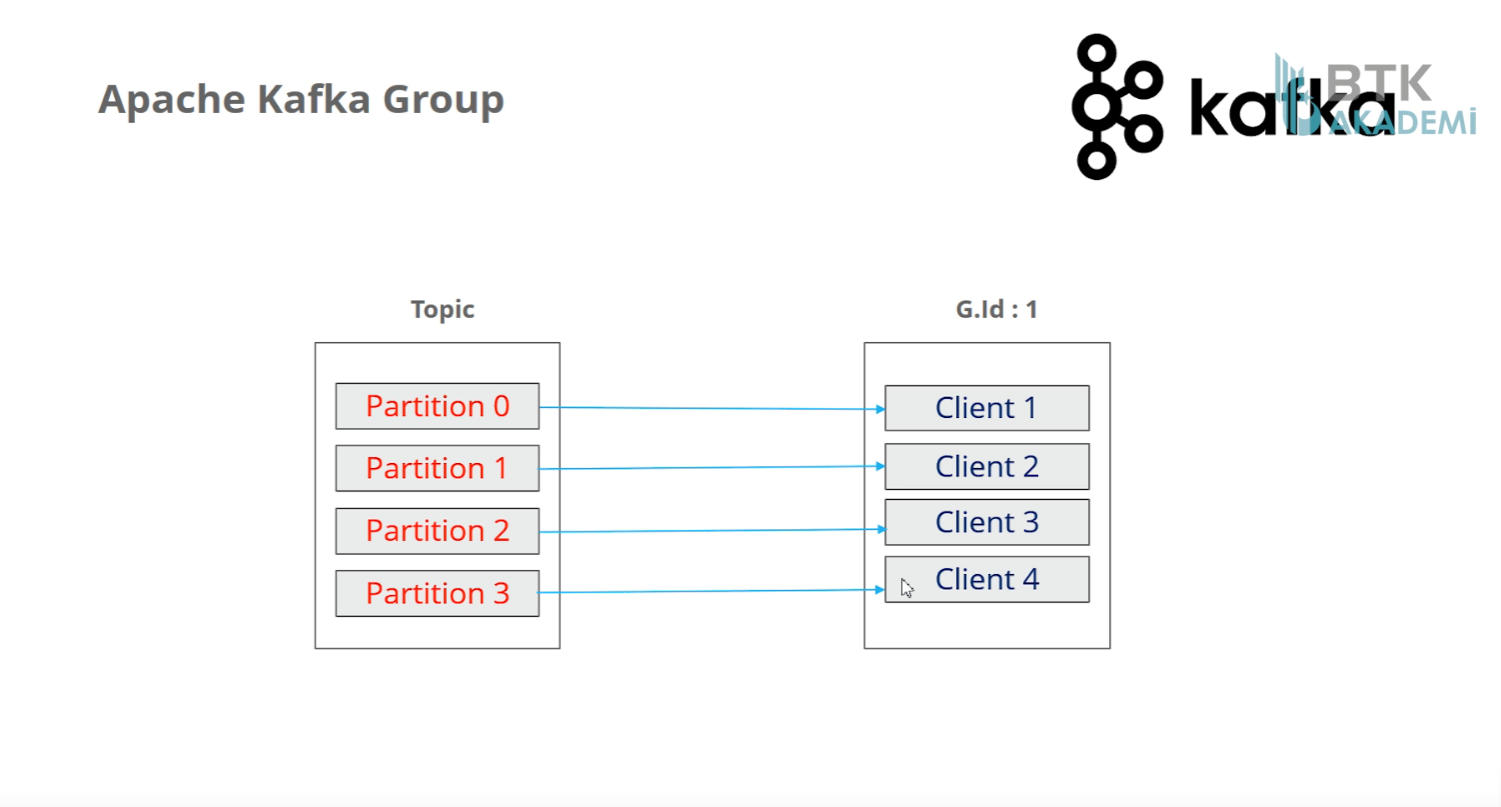 Apache Kafka Group
kafka
BTK
AKADEMİ
Topic
G.Id : 1
Partition 0
Client 1
Partition 1
Client 2
Partition 2
Client 3
Partition 3
Client 4